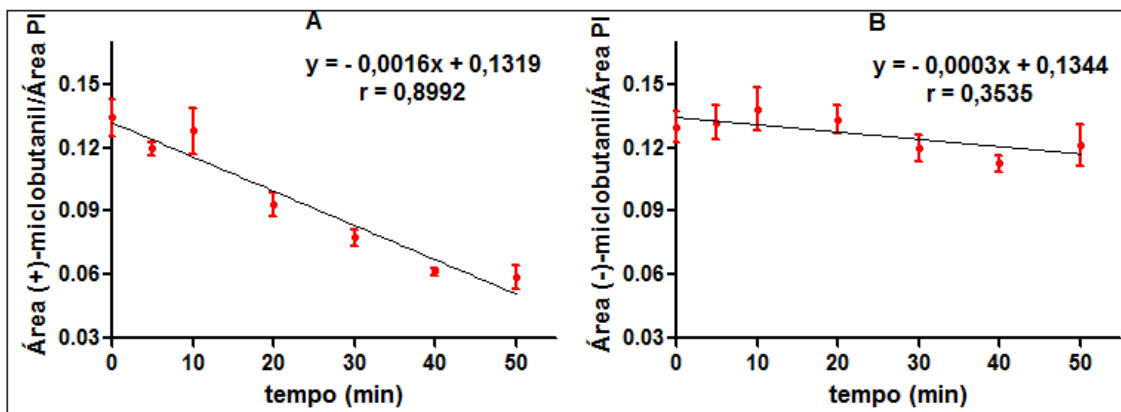 A
y = - 0,0016x + 0,1319
r = 0,8992
Área (+)-miclobutanil/Área PI
0.15
0.12
0.09
0.06
0.03
0 10 20 30 40 50
tempo (min)
B
y = - 0,0003x + 0,1344
r = 0,3535
Área (-)-miclobutanil/Área PI
0.15
0.12
0.09
0.06
0.03
0 10 20 30 40 50
tempo (min)